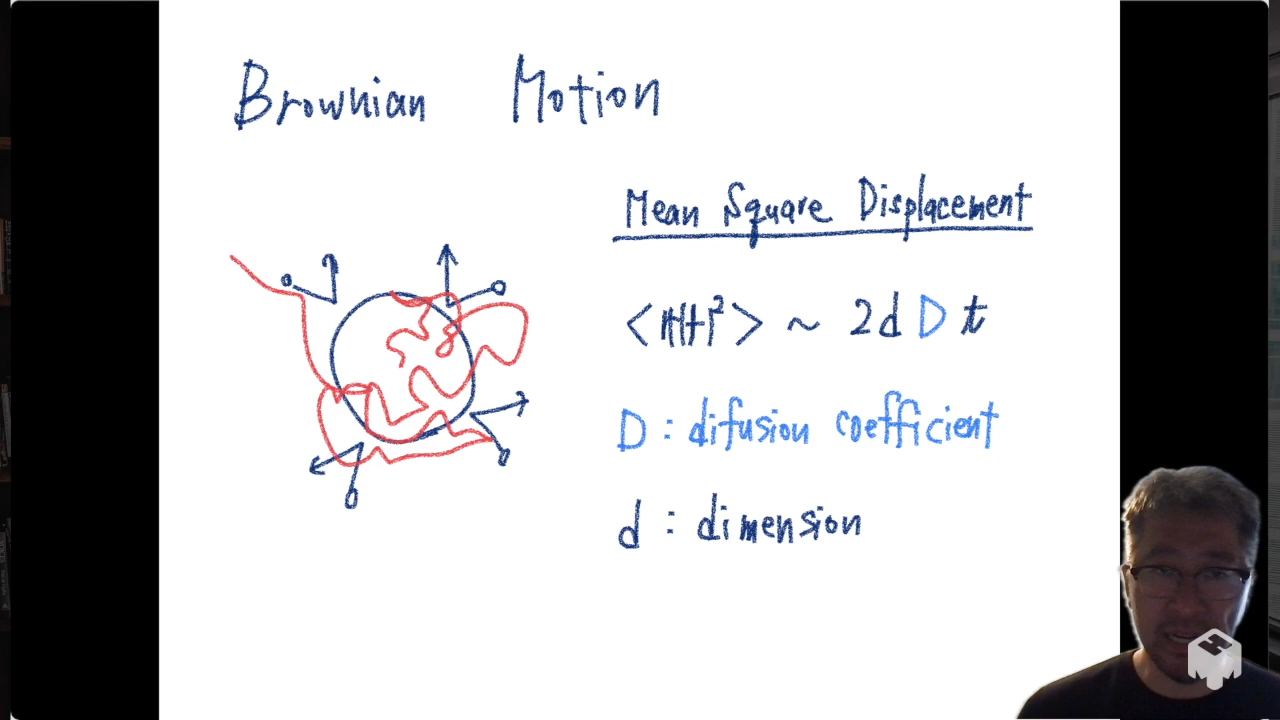 Brownian Motion
Mean Square Displacement
<|r(t)|²> ~ 2d D t
D : difusion coefficient
d : dimension